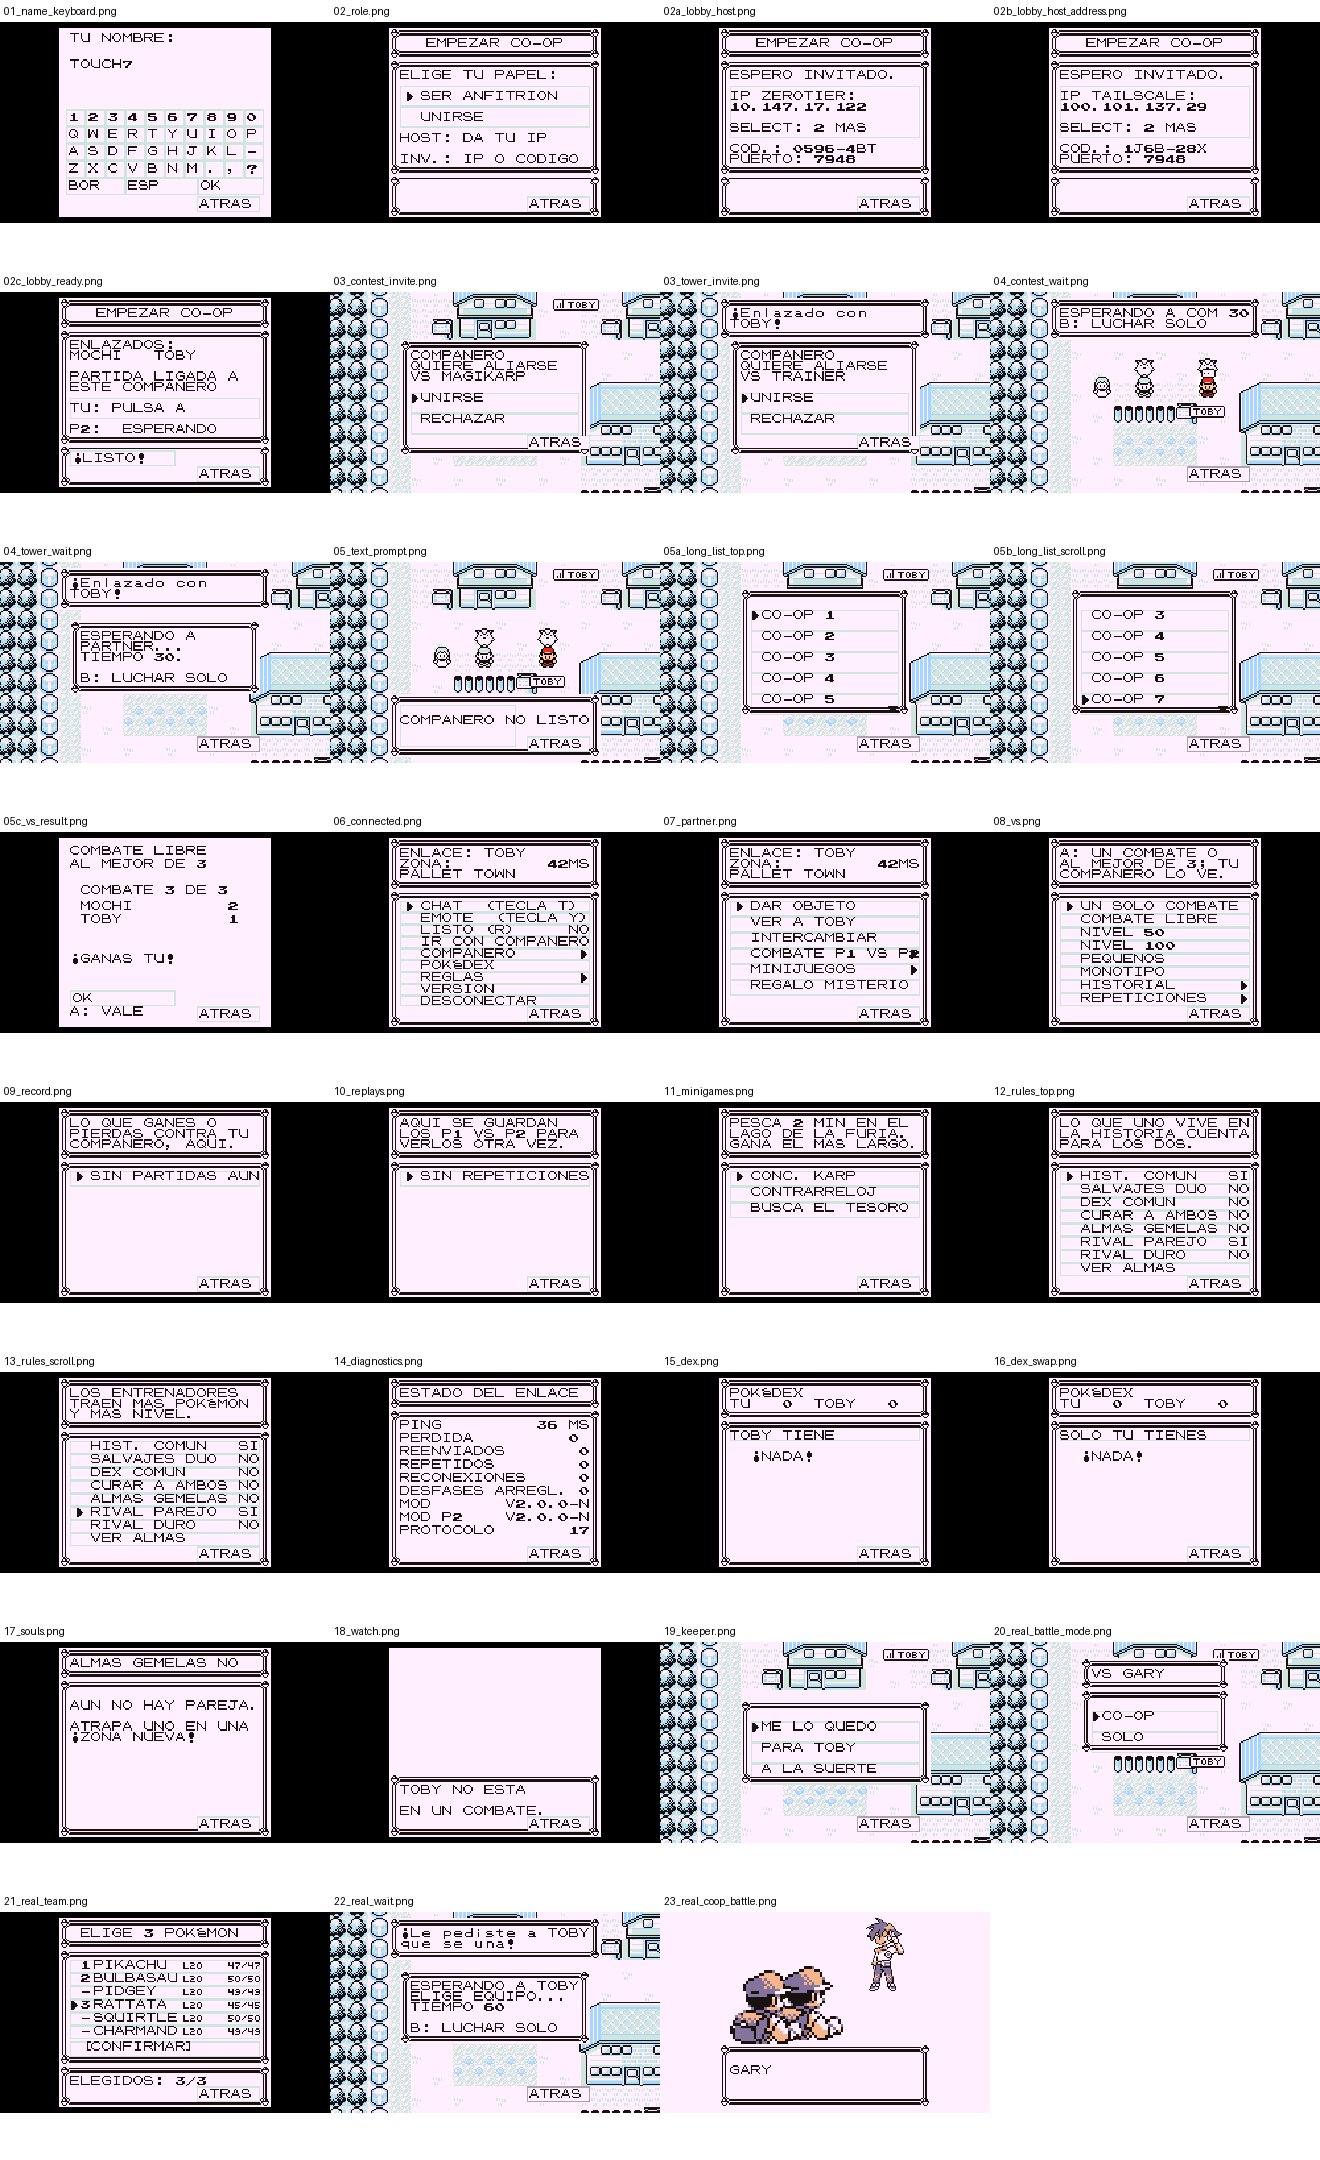 01_name_keyboard.png
TU NOMBRE:
TOUCH7
1 2 3 4 5 6 7 8 9 0
Q W E R T Y U I O P
A S D F G H J K L -
Z X C V B N M . , ?
BOR ESP OK
ATRAS
02_role.png
EMPEZAR CO-OP
ELIGE TU PAPEL:
▶ SER ANFITRION
UNIRSE
HOST: DA TU IP
INV.: IP O CODIGO
ATRAS
02a_lobby_host
EMPEZAR CO-OP
ESPERO INVITADO.
IP ZEROTIER:
10.147.17.122
SELECT: 2 MAS
COD.: 0596-4BT
PUERTO: 7948
ATRAS
02b_lobby_host_address.png
EMPEZAR CO-OP
ESPERO INVITADO.
IP TAILSCALE:
100.101.137.29
SELECT: 2 MAS
COD.: 1J6B-28X
PUERTO: 7948
ATRAS
02c_lobby_ready.png
EMPEZAR CO-OP
ENLAZADOS:
MOCHI TOBY
PARTIDA LIGADA A
ESTE COMPANERO
TU: PULSA A
P2: ESPERANDO
¡LISTO!
ATRAS
03_contest_invite.png
TOBY
COMPANERO
QUIERE ALIARSE
VS MAGIKARP
▶UNIRSE
RECHAZAR
ATRAS
03_tower_invite.png
¡Enlazado con
TOBY!
COMPANERO
QUIERE ALIARSE
VS TRAINER
▶UNIRSE
RECHAZAR
ATRAS
04_contest_wait.png
ESPERANDO A COM 30
B: LUCHAR SOLO
TOBY
ATRAS
04_tower_wait.png
¡Enlazado con
TOBY!
ESPERANDO A
PARTNER...
TIEMPO 30.
B: LUCHAR SOLO
ATRAS
05_text_prompt.png
TOBY
TOBY
COMPANERO NO LISTO
ATRAS
05a_long_list_top.png
TOBY
▶CO-OP 1
CO-OP 2
CO-OP 3
CO-OP 4
CO-OP 5
ATRAS
05b_long_list_scroll.png
TOBY
CO-OP 3
CO-OP 4
CO-OP 5
CO-OP 6
▶CO-OP 7
ATRAS
05c_vs_result.png
COMBATE LIBRE
AL MEJOR DE 3
COMBATE 3 DE 3
MOCHI 2
TOBY 1
¡GANAS TU!
OK
A: VALE
ATRAS
06_connected.png
ENLACE: TOBY
ZONA: 42MS
PALLET TOWN
▶ CHAT (TECLA T)
EMOTE (TECLA Y)
LISTO (R) NO
IR CON COMPANERO
COMPANERO ▶
POKéDEX
REGLAS ▶
VERSION
DESCONECTAR
ATRAS
07_partner.png
ENLACE: TOBY
ZONA: 42MS
PALLET TOWN
▶ DAR OBJETO
VER A TOBY
INTERCAMBIAR
COMBATE P1 VS P2
MINIJUEGOS ▶
REGALO MISTERIO
ATRAS
08_vs.png
A: UN COMBATE O
AL MEJOR DE 3; TU
COMPANERO LO VE.
▶ UN SOLO COMBATE
COMBATE LIBRE
NIVEL 50
NIVEL 100
PEQUENOS
MONOTIPO
HISTORIAL ▶
REPETICIONES ▶
ATRAS
09_record.png
LO QUE GANES O
PIERDAS CONTRA TU
COMPANERO, AQUI.
▶ SIN PARTIDAS AUN
ATRAS
10_replays.png
AQUI SE GUARDAN
LOS P1 VS P2 PARA
VERLOS OTRA VEZ.
▶ SIN REPETICIONES
ATRAS
11_minigames.png
PESCA 2 MIN EN EL
LAGO DE LA FURIA.
GANA EL MAS LARGO.
▶ CONC. KARP
CONTRARRELOJ
BUSCA EL TESORO
ATRAS
12_rules_top.png
LO QUE UNO VIVE EN
LA HISTORIA CUENTA
PARA LOS DOS.
▶ HIST. COMUN SI
SALVAJES DUO NO
DEX COMUN NO
CURAR A AMBOS NO
ALMAS GEMELAS NO
RIVAL PAREJO SI
RIVAL DURO NO
VER ALMAS
ATRAS
13_rules_scroll.png
LOS ENTRENADORES
TRAEN MAS POKéMON
Y MAS NIVEL.
HIST. COMUN SI
SALVAJES DUO NO
DEX COMUN NO
CURAR A AMBOS NO
ALMAS GEMELAS NO
▶ RIVAL PAREJO SI
RIVAL DURO NO
VER ALMAS
ATRAS
14_diagnostics.png
ESTADO DEL ENLACE
PING 36 MS
PERDIDA 0
REENVIADOS 0
REPETIDOS 0
RECONEXIONES 0
DESFASES ARREGL. 0
MOD V2.0.0-N
MOD P2 V2.0.0-N
PROTOCOLO 17
ATRAS
15_dex.png
POKéDEX
TU 0 TOBY 0
TOBY TIENE
¡NADA!
ATRAS
16_dex_swap.png
POKéDEX
TU 0 TOBY 0
SOLO TU TIENES
¡NADA!
ATRAS
17_souls.png
ALMAS GEMELAS NO
AUN NO HAY PAREJA.
ATRAPA UNO EN UNA
¡ZONA NUEVA!
ATRAS
18_watch.png
TOBY NO ESTA
EN UN COMBATE.
ATRAS
19_keeper.png
TOBY
▶ME LO QUEDO
PARA TOBY
A LA SUERTE
ATRAS
20_real_battle_mode.png
TOBY
VS GARY
▶CO-OP
SOLO
TOBY
ATRAS
21_real_team.png
ELIGE 3 POKéMON
1 PIKACHU L20 47/47
2 BULBASAU L20 50/50
- PIDGEY L20 49/49
▶3 RATTATA L20 45/45
- SQUIRTLE L20 50/50
- CHARMAND L20 49/49
[CONFIRMAR]
ELEGIDOS: 3/3
ATRAS
22_real_wait.png
¡Le pediste a TOBY
que se una!
ESPERANDO A TOBY
ELIGE EQUIPO...
TIEMPO 60
B: LUCHAR SOLO
ATRAS
23_real_coop_battle.png
GARY